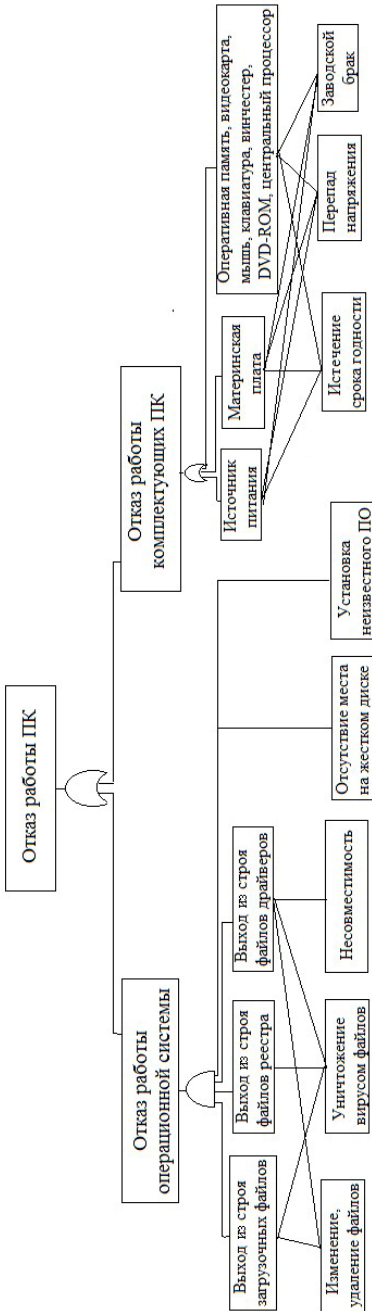 Отказ работы ПК
Отказ работы
операционной системы
Отказ работы
комплектующих ПК
Выход из строя
загрузочных файлов
Выход из строя
файлов реестра
Выход из строя
файлов драйверов
Источник
питания
Материнская
плата
Оперативная память, видеокарта,
мышь, клавиатура, винчестер,
DVD-ROM, центральный процессор
Изменение,
удаление файлов
Уничтожение
вирусом файлов
Несовместимость
Отсутствие места
на жестком диске
Установка
неизвестного ПО
Истечение
срока годности
Перепад
напряжения
Заводской
брак